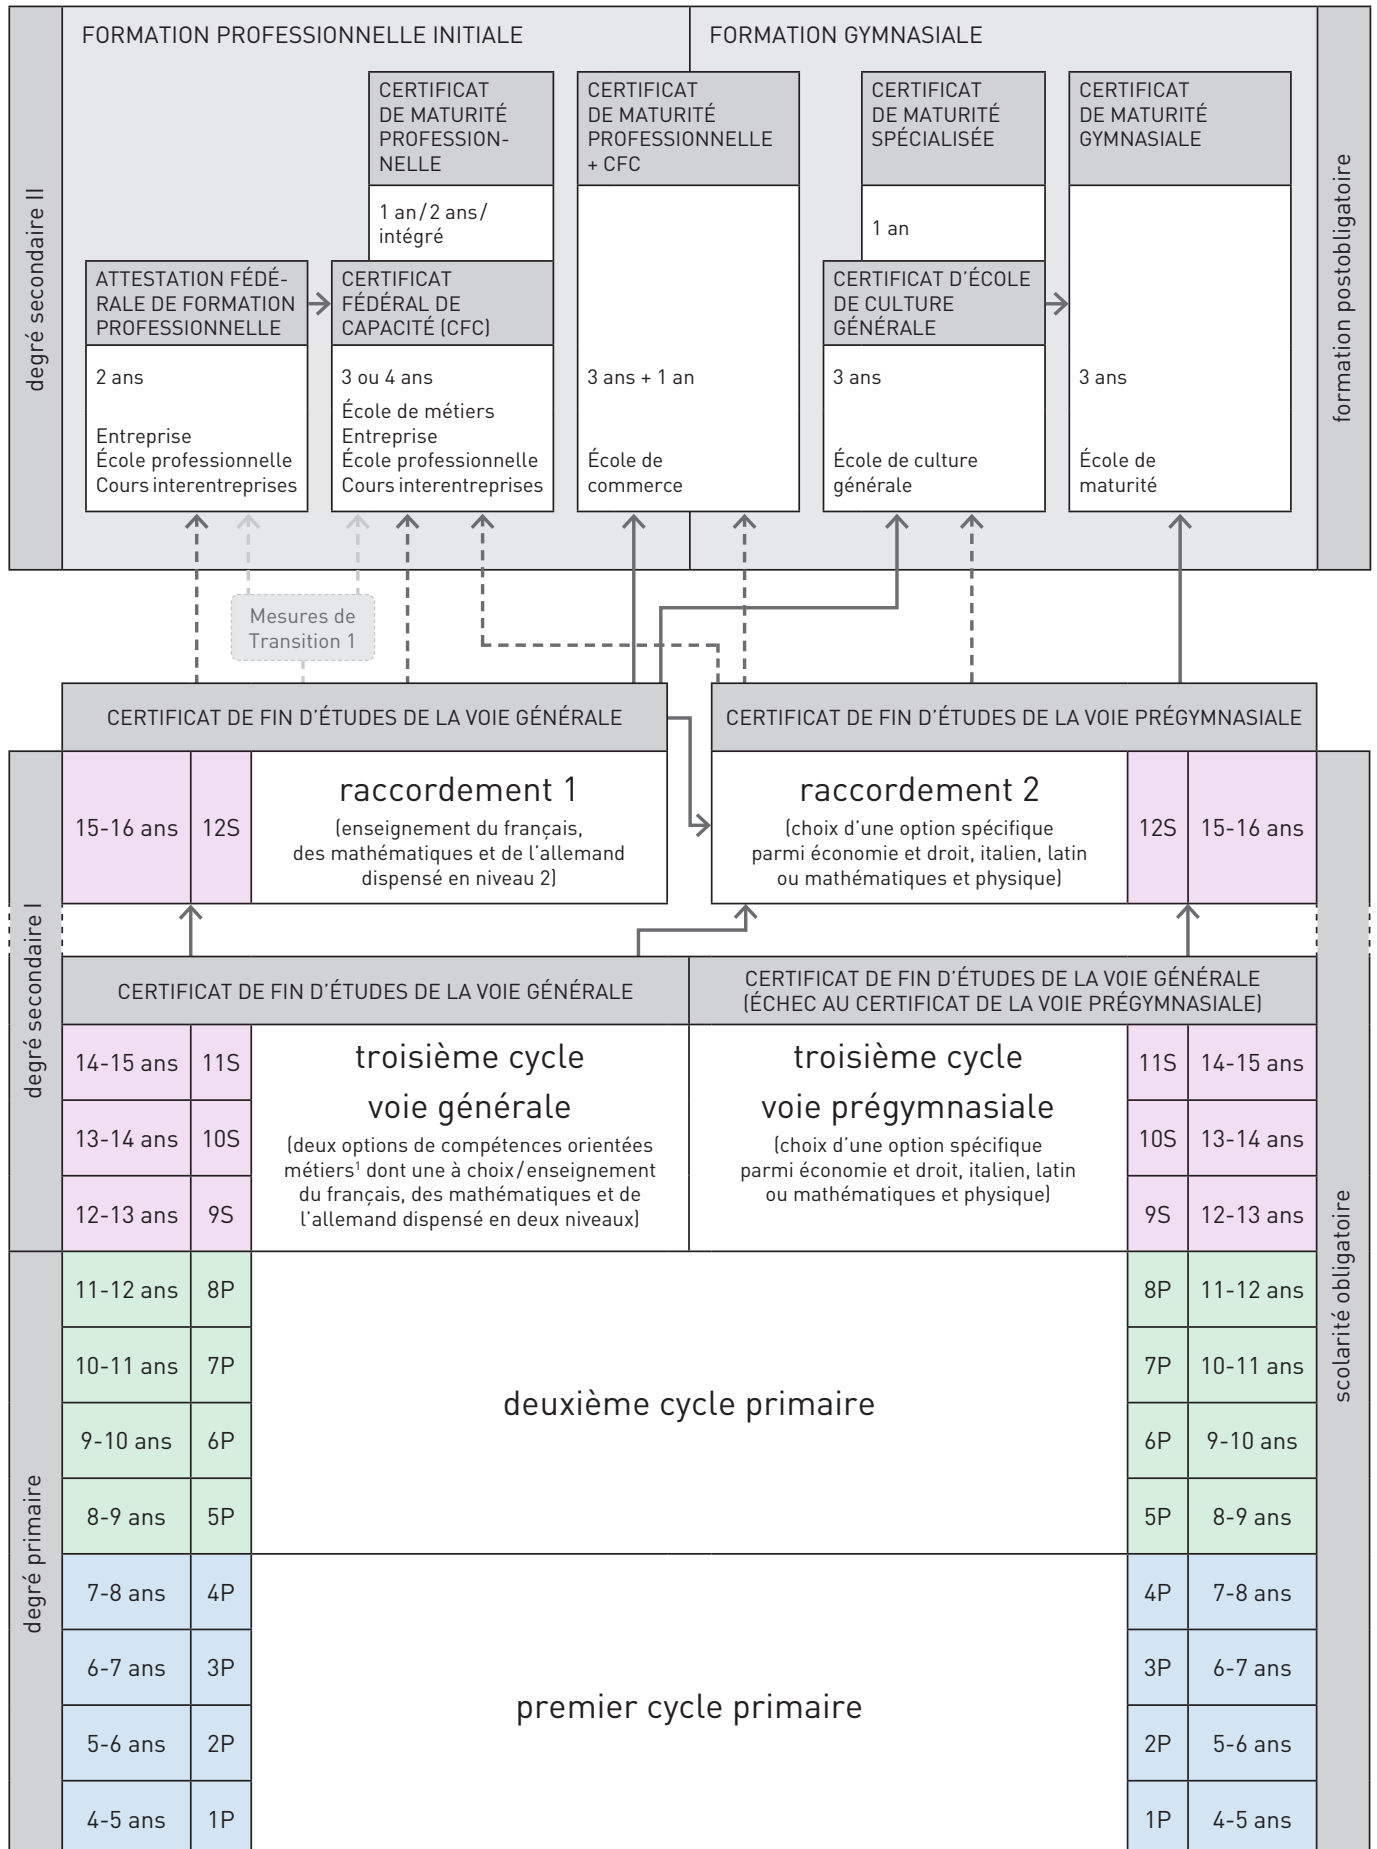 FORMATION PROFESSIONNELLE INITIALE
FORMATION GYMNASIALE
degré secondaire II
formation postobligatoire
CERTIFICAT
DE MATURITÉ
PROFESSION-
NELLE
1 an/2 ans/
intégré
CERTIFICAT
DE MATURITÉ
PROFESSIONNELLE
+ CFC
CERTIFICAT
DE MATURITÉ
SPÉCIALISÉE
1 an
CERTIFICAT
DE MATURITÉ
GYMNASIALE
ATTESTATION FÉDÉ-
RALE DE FORMATION
PROFESSIONNELLE
2 ans
Entreprise
École professionnelle
Cours interentreprises
CERTIFICAT
FÉDÉRAL DE
CAPACITÉ (CFC)
3 ou 4 ans
École de métiers
Entreprise
École professionnelle
Cours interentreprises
3 ans + 1 an
École de
commerce
CERTIFICAT D'ÉCOLE
DE CULTURE
GÉNÉRALE
3 ans
École de culture
générale
3 ans
École de
maturité
Mesures de
Transition 1
CERTIFICAT DE FIN D'ÉTUDES DE LA VOIE GÉNÉRALE
CERTIFICAT DE FIN D'ÉTUDES DE LA VOIE PRÉGYMNASIALE
degré secondaire I
scolarité obligatoire
15-16 ans
12S
raccordement 1
(enseignement du français,
des mathématiques et de l'allemand
dispensé en niveau 2)
raccordement 2
(choix d'une option spécifique
parmi économie et droit, italien, latin
ou mathématiques et physique)
12S
15-16 ans
CERTIFICAT DE FIN D'ÉTUDES DE LA VOIE GÉNÉRALE
CERTIFICAT DE FIN D'ÉTUDES DE LA VOIE GÉNÉRALE
(ÉCHEC AU CERTIFICAT DE LA VOIE PRÉGYMNASIALE)
14-15 ans
11S
13-14 ans
10S
12-13 ans
9S
troisième cycle
voie générale
(deux options de compétences orientées
métiers¹ dont une à choix/enseignement
du français, des mathématiques et de
l'allemand dispensé en deux niveaux)
troisième cycle
voie prégymnasiale
(choix d'une option spécifique
parmi économie et droit, italien, latin
ou mathématiques et physique)
11S
14-15 ans
10S
13-14 ans
9S
12-13 ans
degré primaire
11-12 ans
8P
10-11 ans
7P
9-10 ans
6P
8-9 ans
5P
deuxième cycle primaire
8P
11-12 ans
7P
10-11 ans
6P
9-10 ans
5P
8-9 ans
7-8 ans
4P
6-7 ans
3P
5-6 ans
2P
4-5 ans
1P
premier cycle primaire
4P
7-8 ans
3P
6-7 ans
2P
5-6 ans
1P
4-5 ans